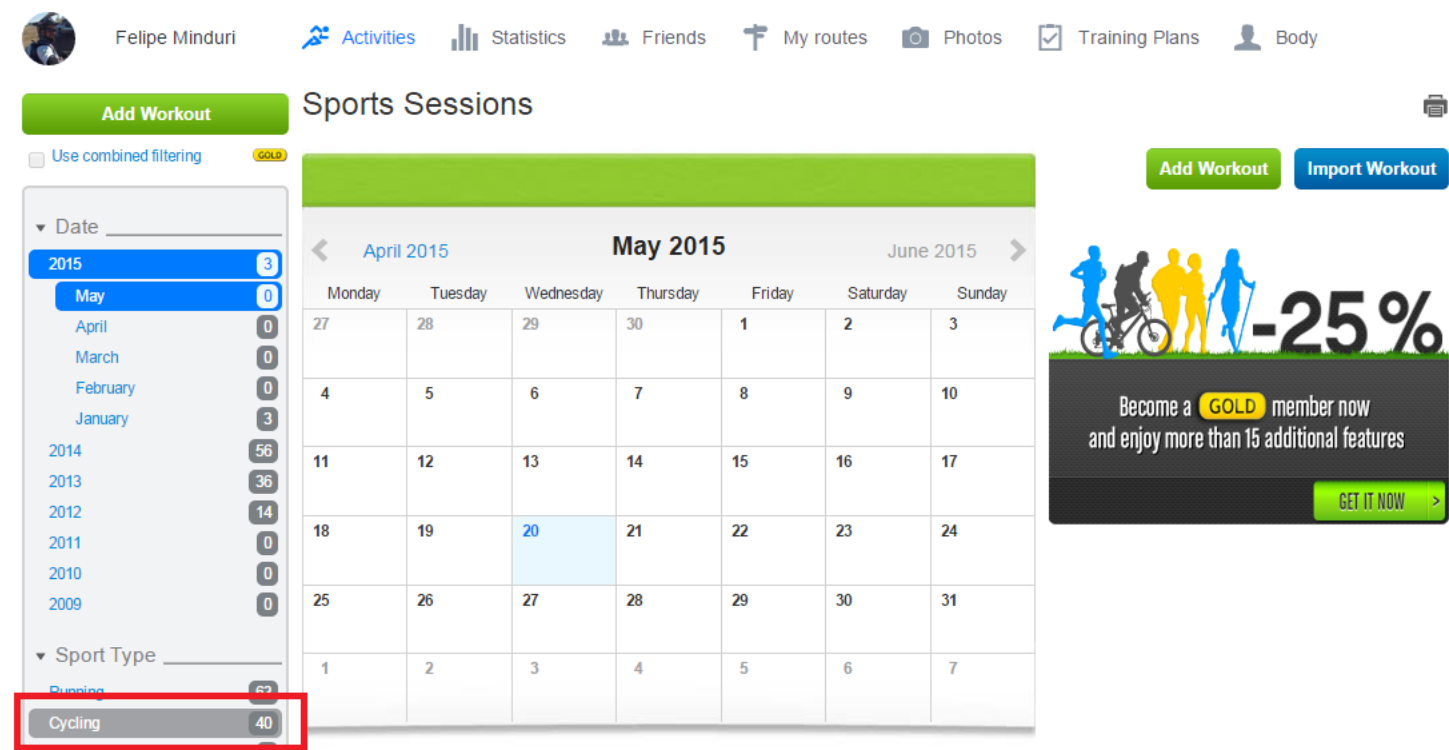 Felipe Minduri
Activities
Statistics
Friends
My routes
Photos
Training Plans
Body
Add Workout
Use combined filtering GOLD
Date
2015 3
May 0
April 0
March 0
February 0
January 3
2014 56
2013 36
2012 14
2011 0
2010 0
2009 0
Sport Type
Running 62
Cycling 40
Sports Sessions
April 2015 May 2015 June 2015
Monday Tuesday Wednesday Thursday Friday Saturday Sunday
27 28 29 30 1 2 3
4 5 6 7 8 9 10
11 12 13 14 15 16 17
18 19 20 21 22 23 24
25 26 27 28 29 30 31
1 2 3 4 5 6 7
Add Workout Import Workout
-25%
Become a GOLD member now
and enjoy more than 15 additional features
GET IT NOW >